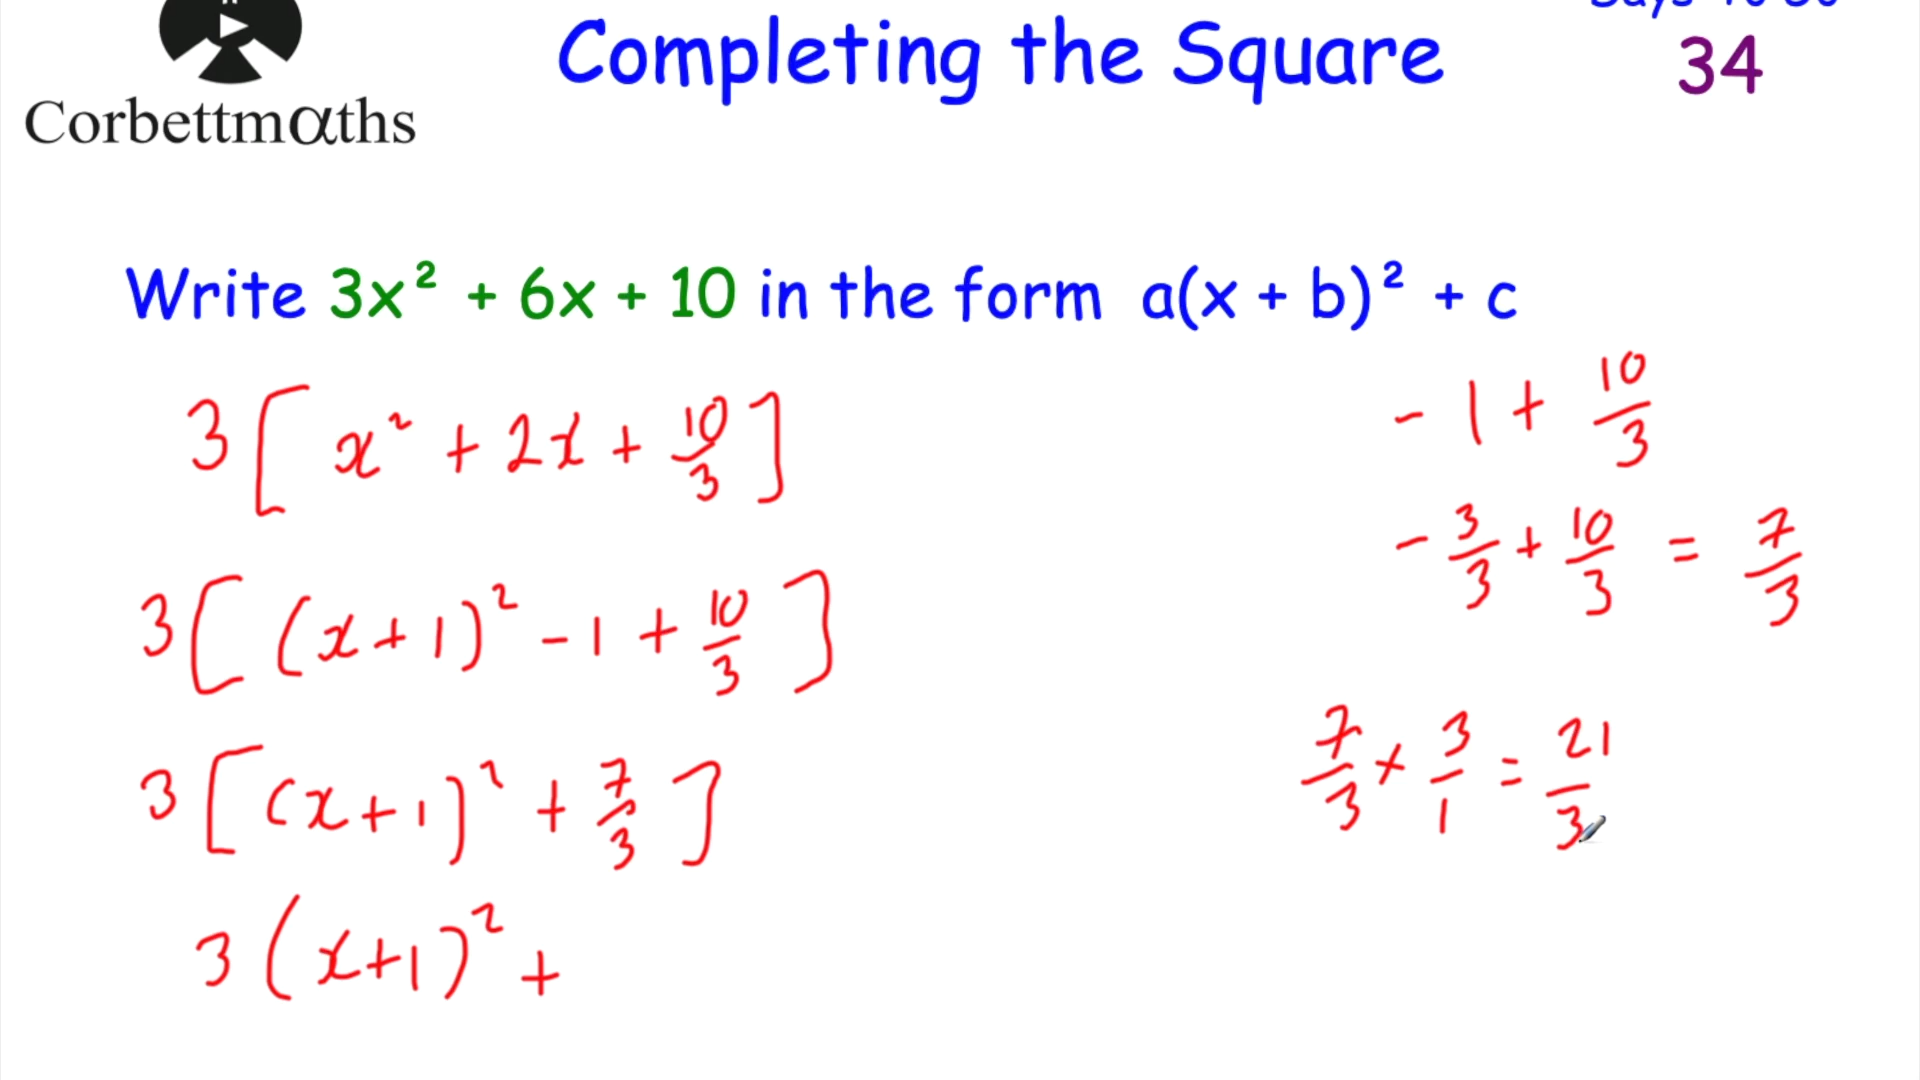 Completing the Square
34
Corbettmαths
Write 3x² + 6x + 10 in the form a(x + b)² + c
3[x² + 2x + 10/3]
3[(x+1)² - 1 + 10/3]
3[(x+1)² + 7/3]
3(x+1)² +
- 1 + 10/3
- 3/3 + 10/3 = 7/3
7/3 × 3/1 = 21/3